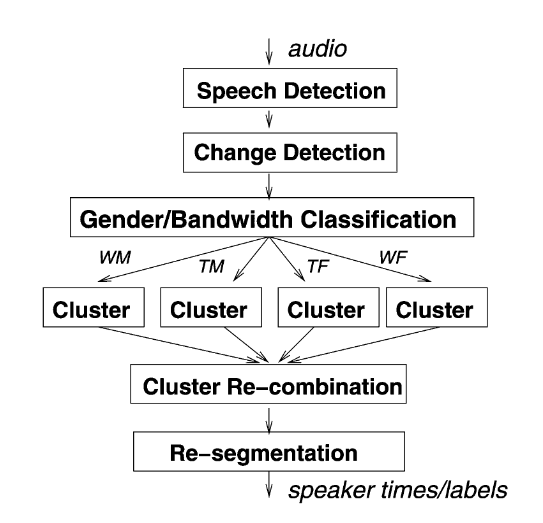 audio
Speech Detection
Change Detection
Gender/Bandwidth Classification
WM
TM
TF
WF
Cluster
Cluster
Cluster
Cluster
Cluster Re-combination
Re-segmentation
speaker times/labels